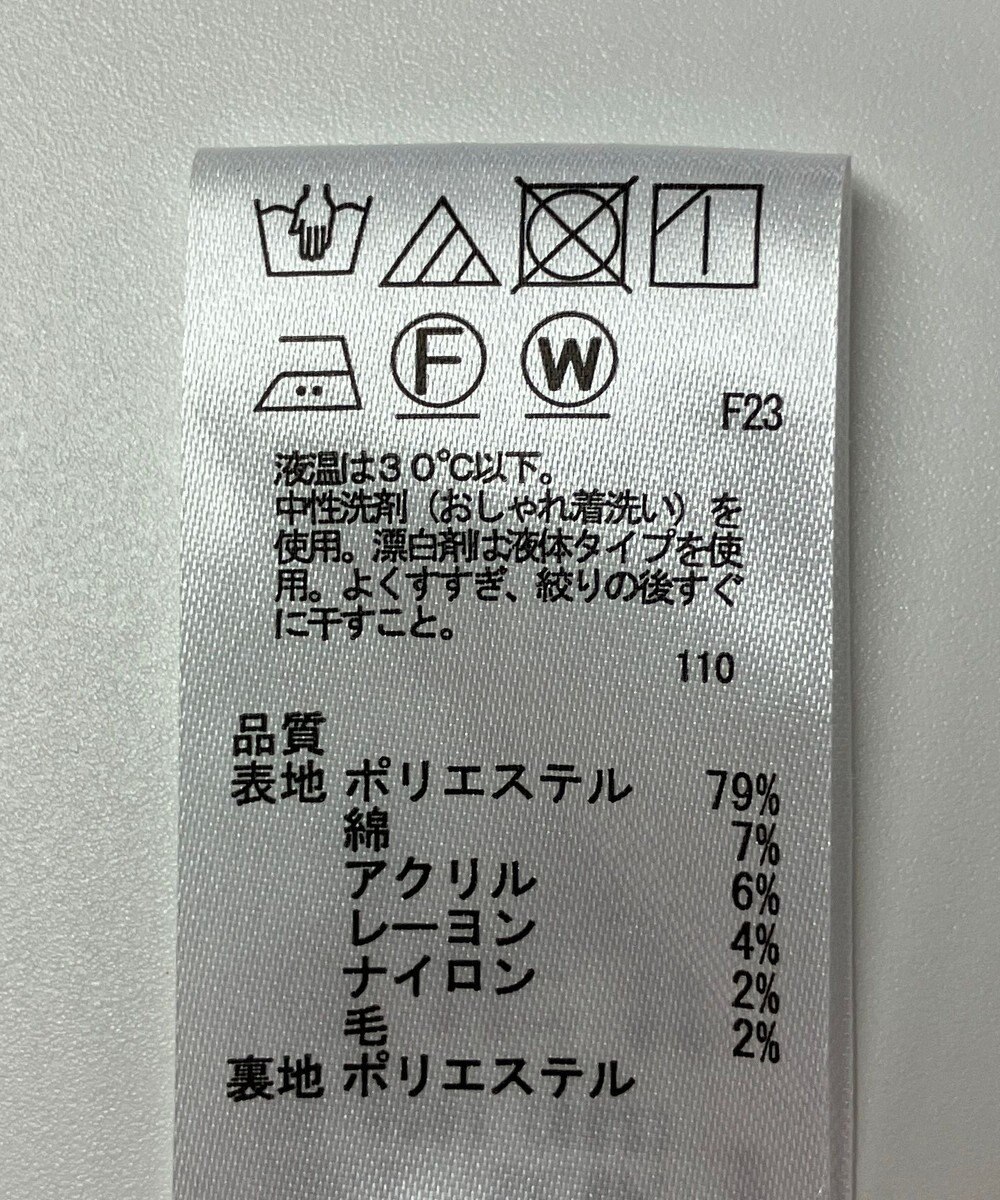 F W
F23
液温は30℃以下。
中性洗剤（おしゃれ着洗い）を
使用。漂白剤は液体タイプを使
用。よくすすぎ、絞りの後すぐ
に干すこと。
110
品質
表地 ポリエステル 79%
綿 7%
アクリル 6%
レーヨン 4%
ナイロン 2%
毛 2%
裏地 ポリエステル